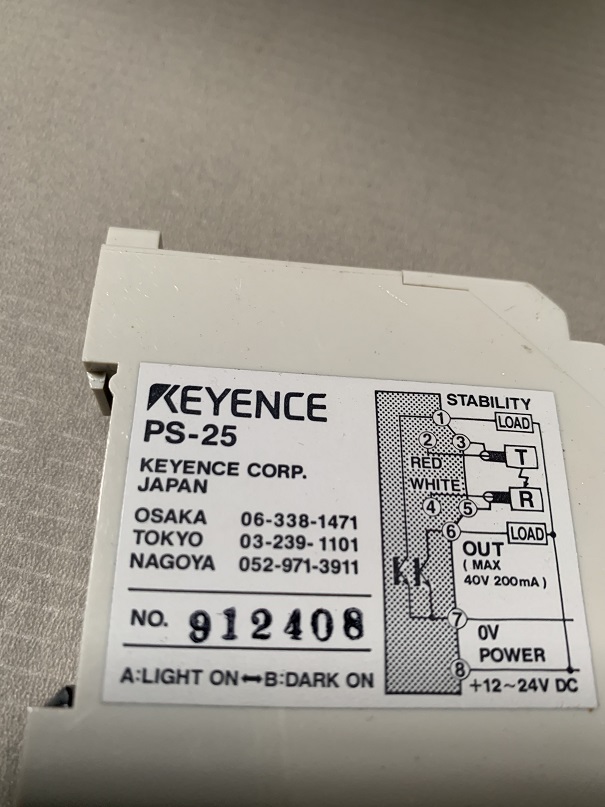 KEYENCE
PS-25
KEYENCE CORP.
JAPAN
OSAKA 06-338-1471
TOKYO 03-239-1101
NAGOYA 052-971-3911
NO. 912408
A:LIGHT ON↔B:DARK ON
STABILITY
1 LOAD
2 3 T
RED
WHITE R
4 5
6 LOAD
OUT
( MAX
40V 200mA )
7
0V
POWER
8
+12~24V DC